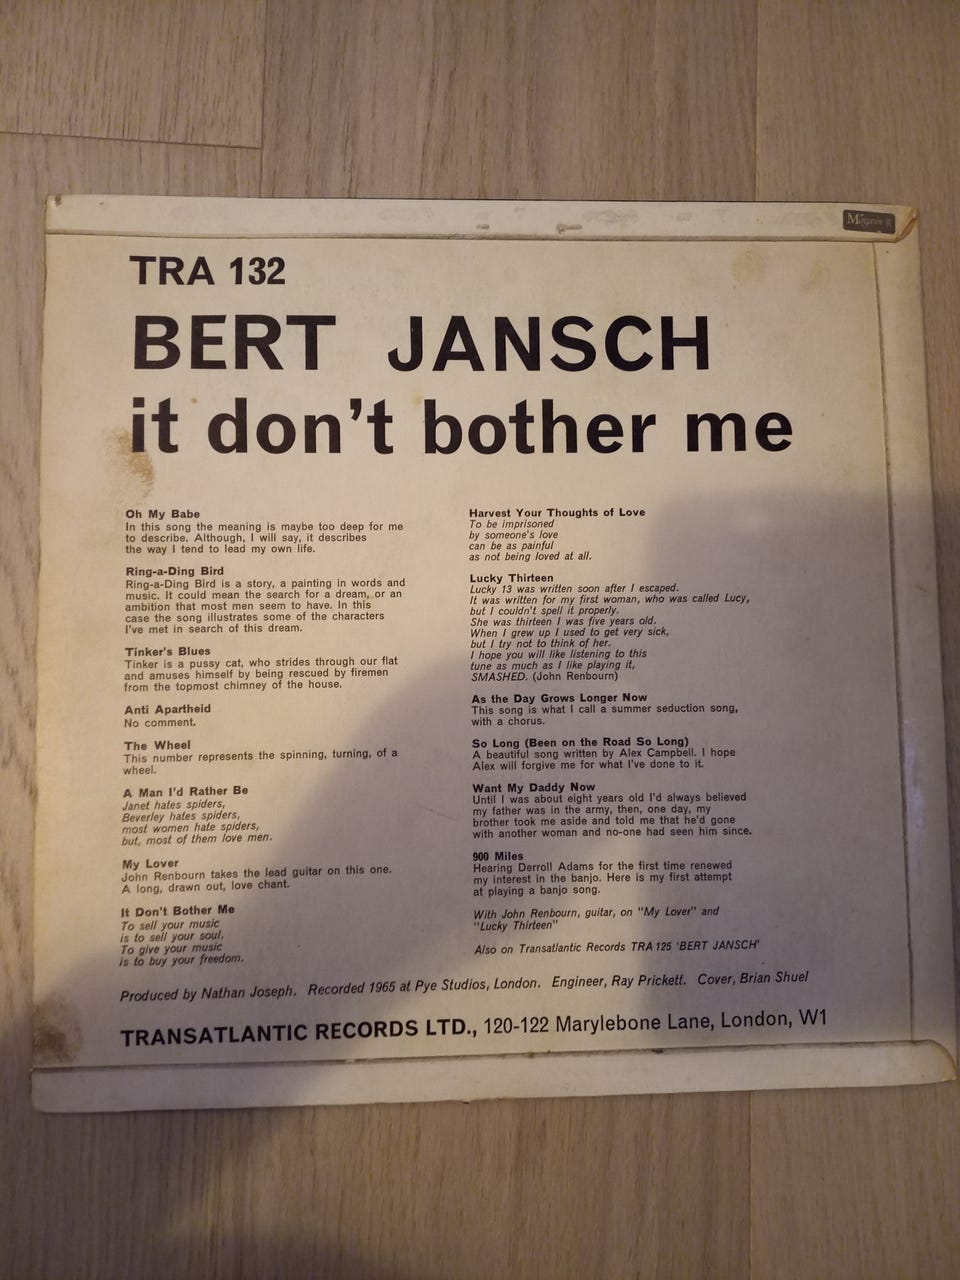 TRA 132
BERT JANSCH
it don't bother me
Oh My Babe
In this song the meaning is maybe too deep for me
to describe. Although, I will say, it describes
the way I tend to lead my own life.
Ring-a-Ding Bird
Ring-a-Ding Bird is a story, a painting in words and
music. It could mean the search for a dream, or an
ambition that most men seem to have. In this
case the song illustrates some of the characters
I've met in search of this dream.
Tinker's Blues
Tinker is a pussy cat, who strides through our flat
and amuses himself by being rescued by firemen
from the topmost chimney of the house.
Anti Apartheid
No comment.
The Wheel
This number represents the spinning, turning, of a
wheel.
A Man I'd Rather Be
Janet hates spiders,
Beverley hates spiders,
most women hate spiders,
but, most of them love men.
My Lover
John Renbourn takes the lead guitar on this one.
A long, drawn out, love chant.
It Don't Bother Me
To sell your music
is to sell your soul.
To give your music
is to buy your freedom.
Harvest Your Thoughts of Love
To be imprisoned
by someone's love
can be as painful
as not being loved at all.
Lucky Thirteen
Lucky 13 was written soon after I escaped.
It was written for my first woman, who was called Lucy,
but I couldn't spell it properly.
She was thirteen I was five years old.
When I grew up I used to get very sick,
but I try not to think of her.
I hope you will like listening to this
tune as much as I like playing it,
SMASHED. (John Renbourn)
As the Day Grows Longer Now
This song is what I call a summer seduction song,
with a chorus.
So Long (Been on the Road So Long)
A beautiful song written by Alex Campbell. I hope
Alex will forgive me for what I've done to it.
Want My Daddy Now
Until I was about eight years old I'd always believed
my father was in the army, then, one day, my
brother took me aside and told me that he'd gone
with another woman and no-one had seen him since.
900 Miles
Hearing Derroll Adams for the first time renewed
my interest in the banjo. Here is my first attempt
at playing a banjo song.
With John Renbourn, guitar, on "My Lover" and
"Lucky Thirteen"
Also on Transatlantic Records TRA 125 'BERT JANSCH'
Produced by Nathan Joseph. Recorded 1965 at Pye Studios, London. Engineer, Ray Prickett. Cover, Brian Shuel
TRANSATLANTIC RECORDS LTD., 120-122 Marylebone Lane, London, W1